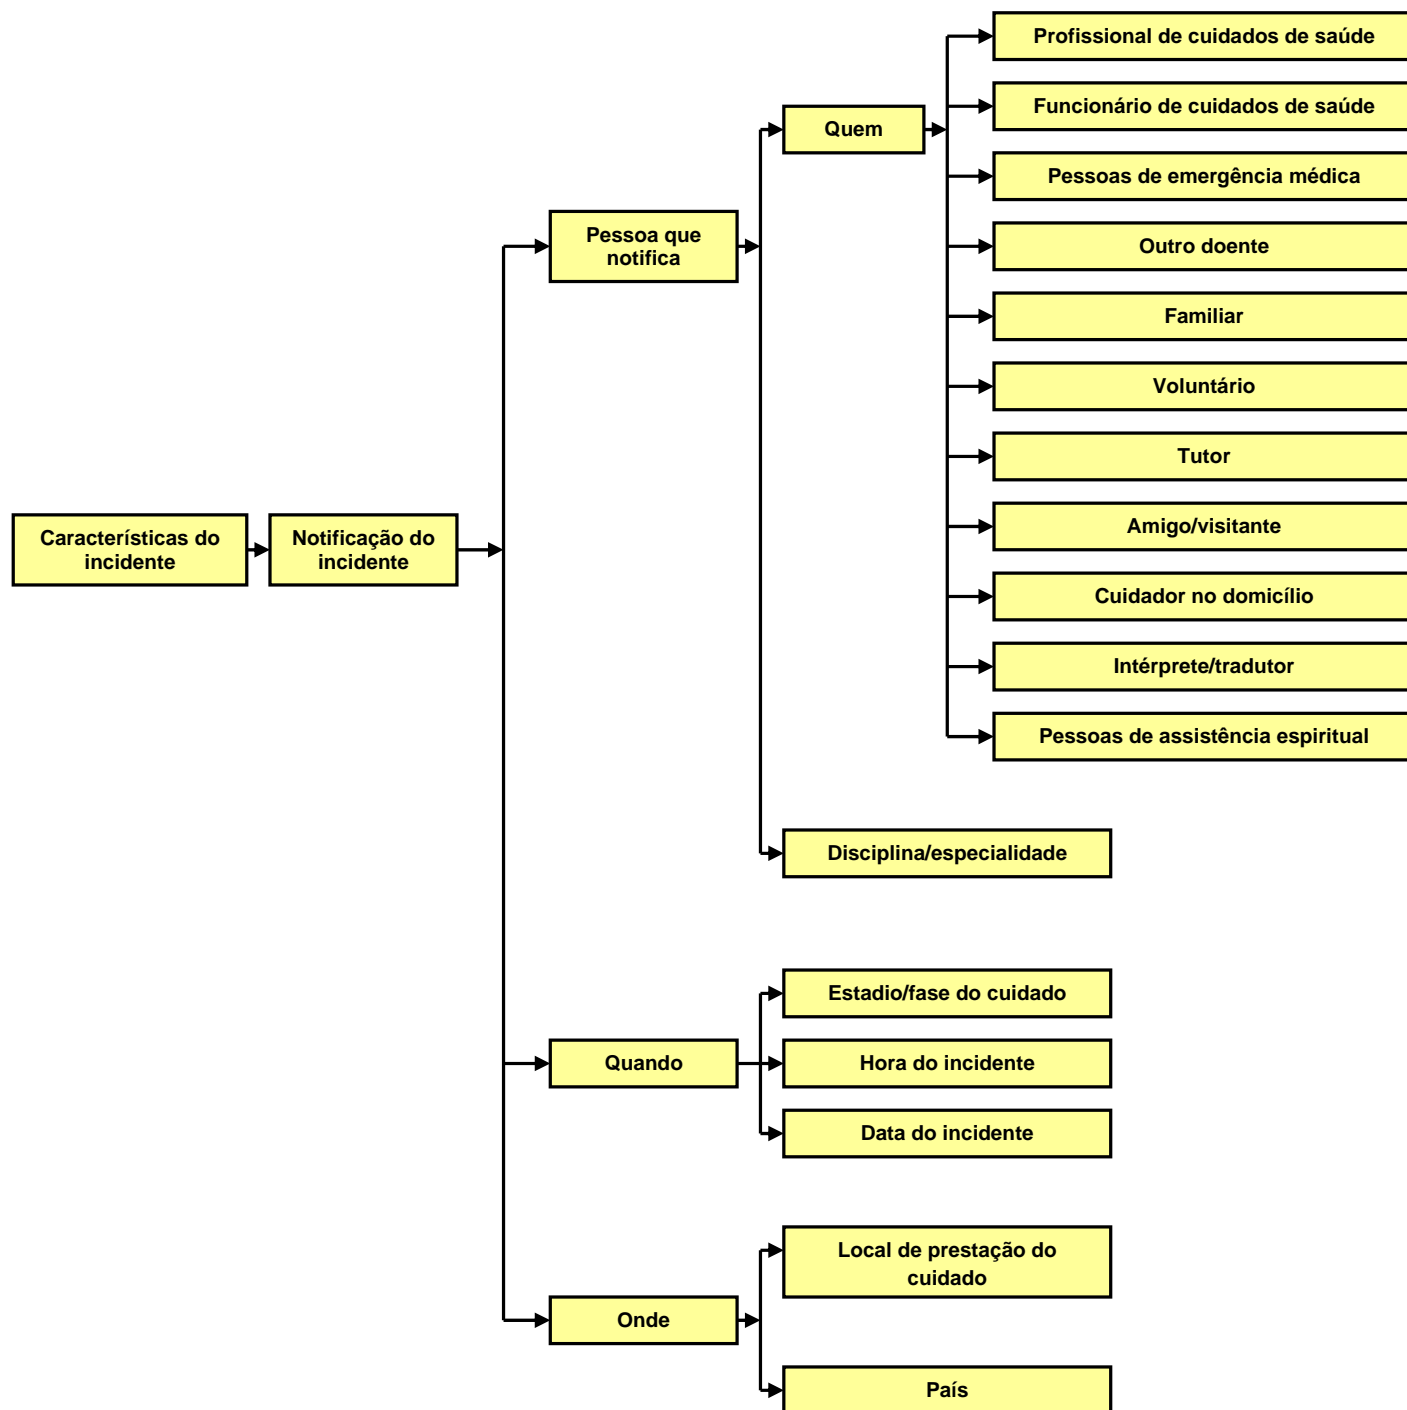 Características do
incidente
Notificação do
incidente
Pessoa que
notifica
Quem
Profissional de cuidados de saúde
Funcionário de cuidados de saúde
Pessoas de emergência médica
Outro doente
Familiar
Voluntário
Tutor
Amigo/visitante
Cuidador no domicílio
Intérprete/tradutor
Pessoas de assistência espiritual
Disciplina/especialidade
Quando
Estadio/fase do cuidado
Hora do incidente
Data do incidente
Onde
Local de prestação do
cuidado
País